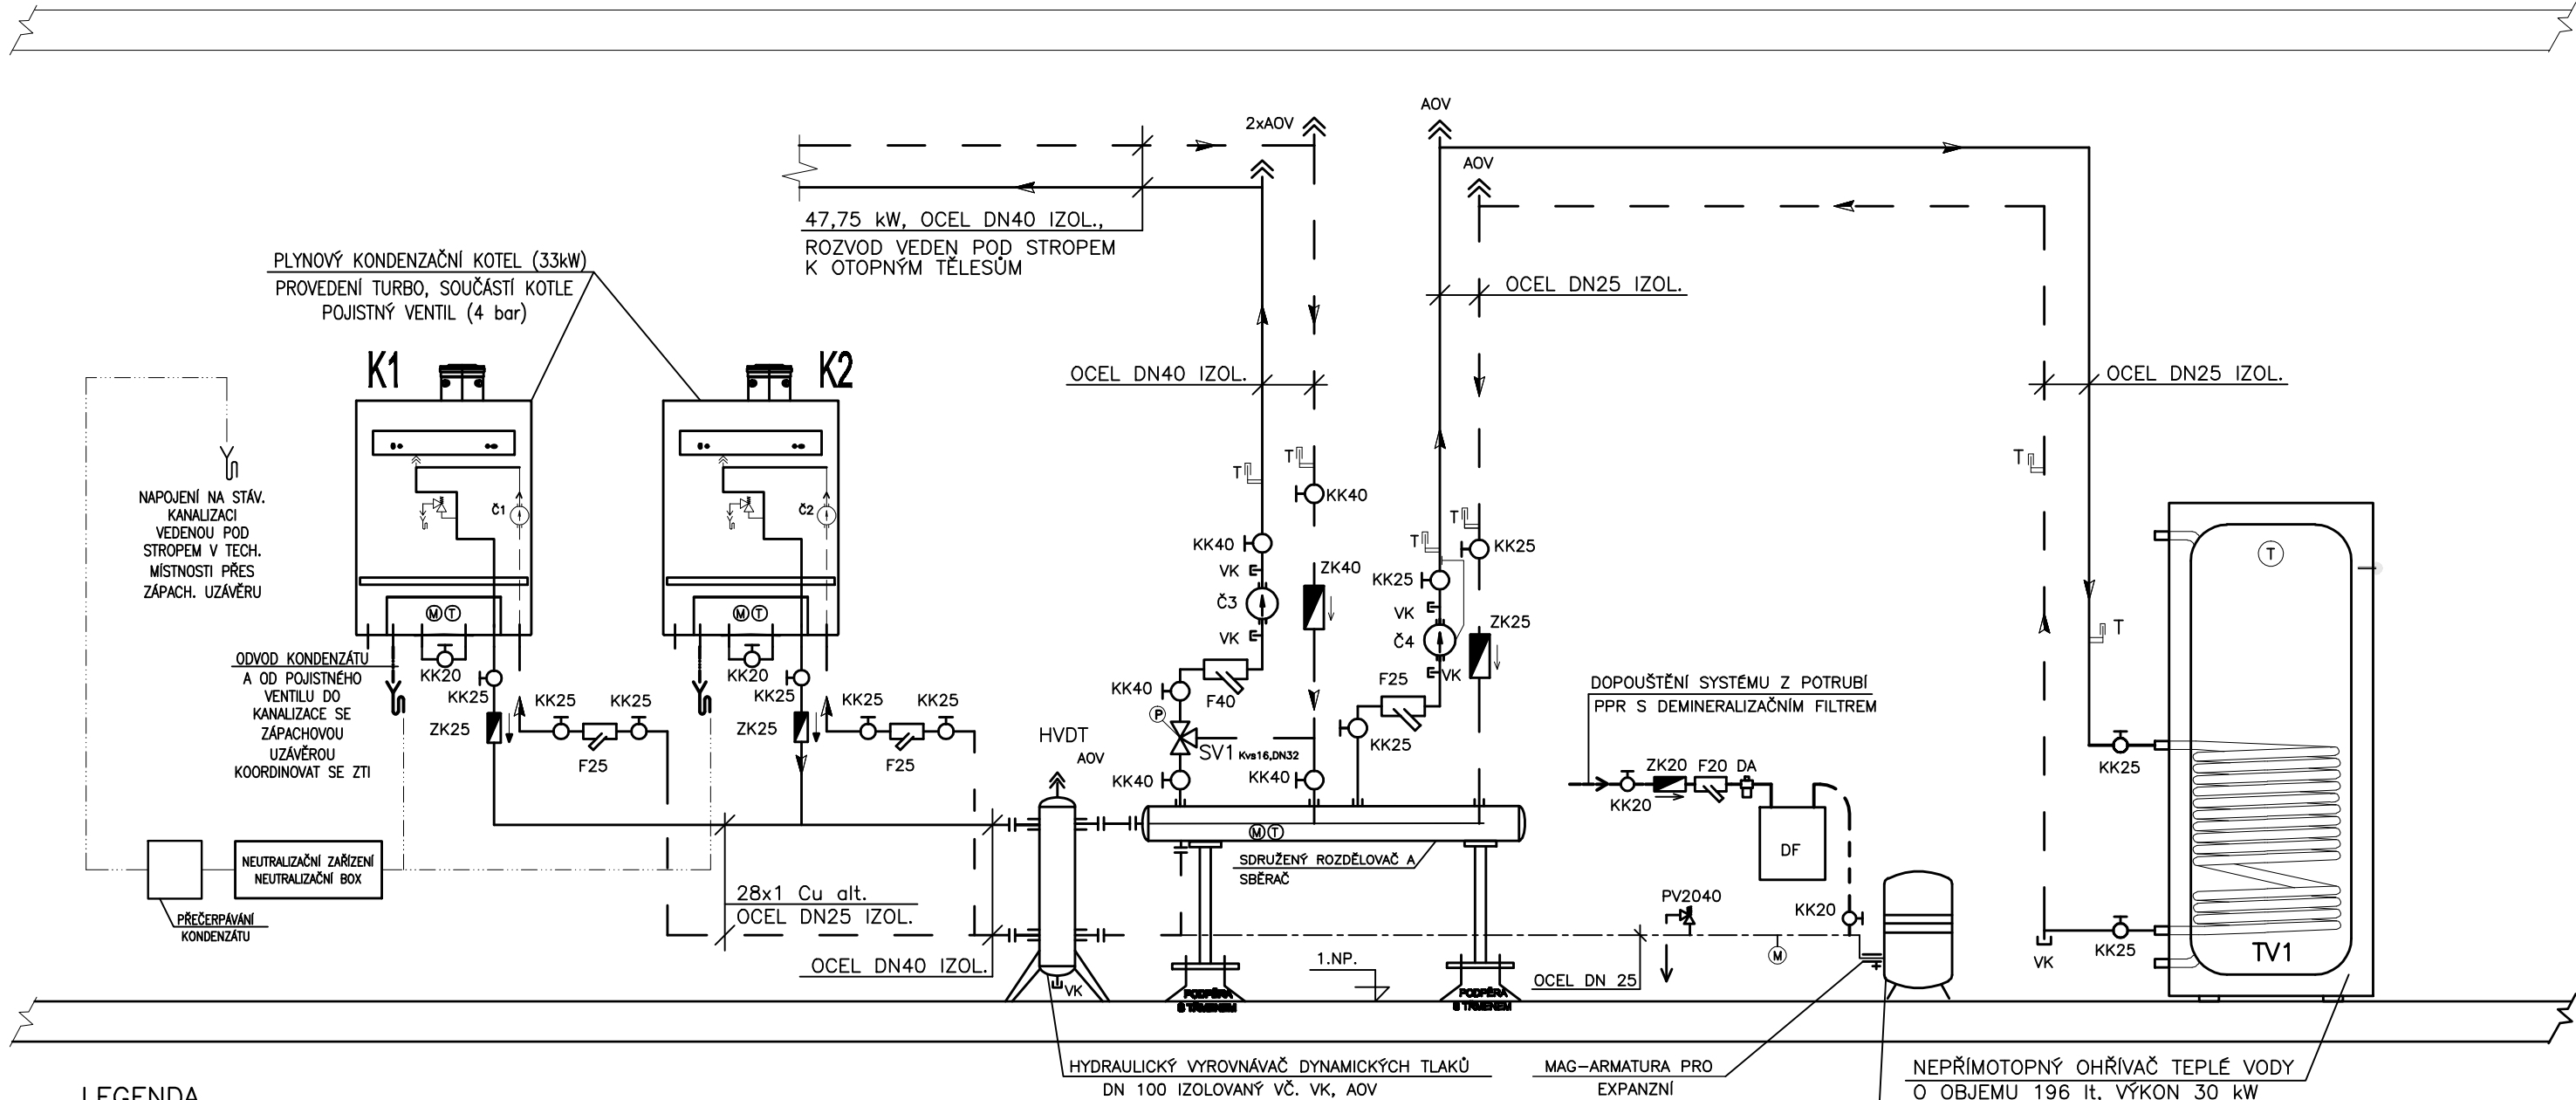 2xAOV
AOV
AOV
47,75 kW, OCEL DN40 IZOL.,
ROZVOD VEDEN POD STROPEM
K OTOPNÝM TĚLESŮM
PLYNOVÝ KONDENZAČNÍ KOTEL (33kW)
PROVEDENÍ TURBO, SOUČÁSTÍ KOTLE
POJISTNÝ VENTIL (4 bar)
OCEL DN25 IZOL.
K1
K2
OCEL DN40 IZOL.
OCEL DN25 IZOL.
NAPOJENÍ NA STÁV.
KANALIZACI
VEDENOU POD
STROPEM V TECH.
MÍSTNOSTI PŘES
ZÁPACH. UZÁVĚRU
Č1
Č2
M T
M T
T
T
KK40
KK40
VK
Č3
VK
ZK40
T
T
KK25
KK25
VK
Č4
VK
ZK25
T
T
T
ODVOD KONDENZÁTU
A OD POJISTNÉHO
VENTILU DO
KANALIZACE SE
ZÁPACHOVOU
UZÁVĚROU
KOORDINOVAT SE ZTI
KK20
KK25
KK25
KK25
ZK25
F25
KK20
KK25
KK25
KK25
ZK25
F25
HVDT
AOV
KK40
F40
P
SV1 Kvs16,DN32
KK40
KK40
F25
KK25
DOPOUŠTĚNÍ SYSTÉMU Z POTRUBÍ
PPR S DEMINERALIZAČNÍM FILTREM
ZK20
F20
DA
KK20
DF
KK25
M T
SDRUŽENÝ ROZDĚLOVAČ A
SBĚRAČ
NEUTRALIZAČNÍ ZAŘÍZENÍ
NEUTRALIZAČNÍ BOX
PŘEČERPÁVÁNÍ
KONDENZÁTU
28x1 Cu alt.
OCEL DN25 IZOL.
OCEL DN40 IZOL.
PV2040
KK20
M
OCEL DN 25
1.NP.
VK
PODPĚRA
S TŘMENEM
PODPĚRA
S TŘMENEM
VK
KK25
TV1
HYDRAULICKÝ VYROVNÁVAČ DYNAMICKÝCH TLAKŮ
DN 100 IZOLOVANÝ VČ. VK, AOV
MAG-ARMATURA PRO
EXPANZNÍ
NEPŘÍMOTOPNÝ OHŘÍVAČ TEPLÉ VODY
O OBJEMU 196 lt, VÝKON 30 kW
LEGENDA